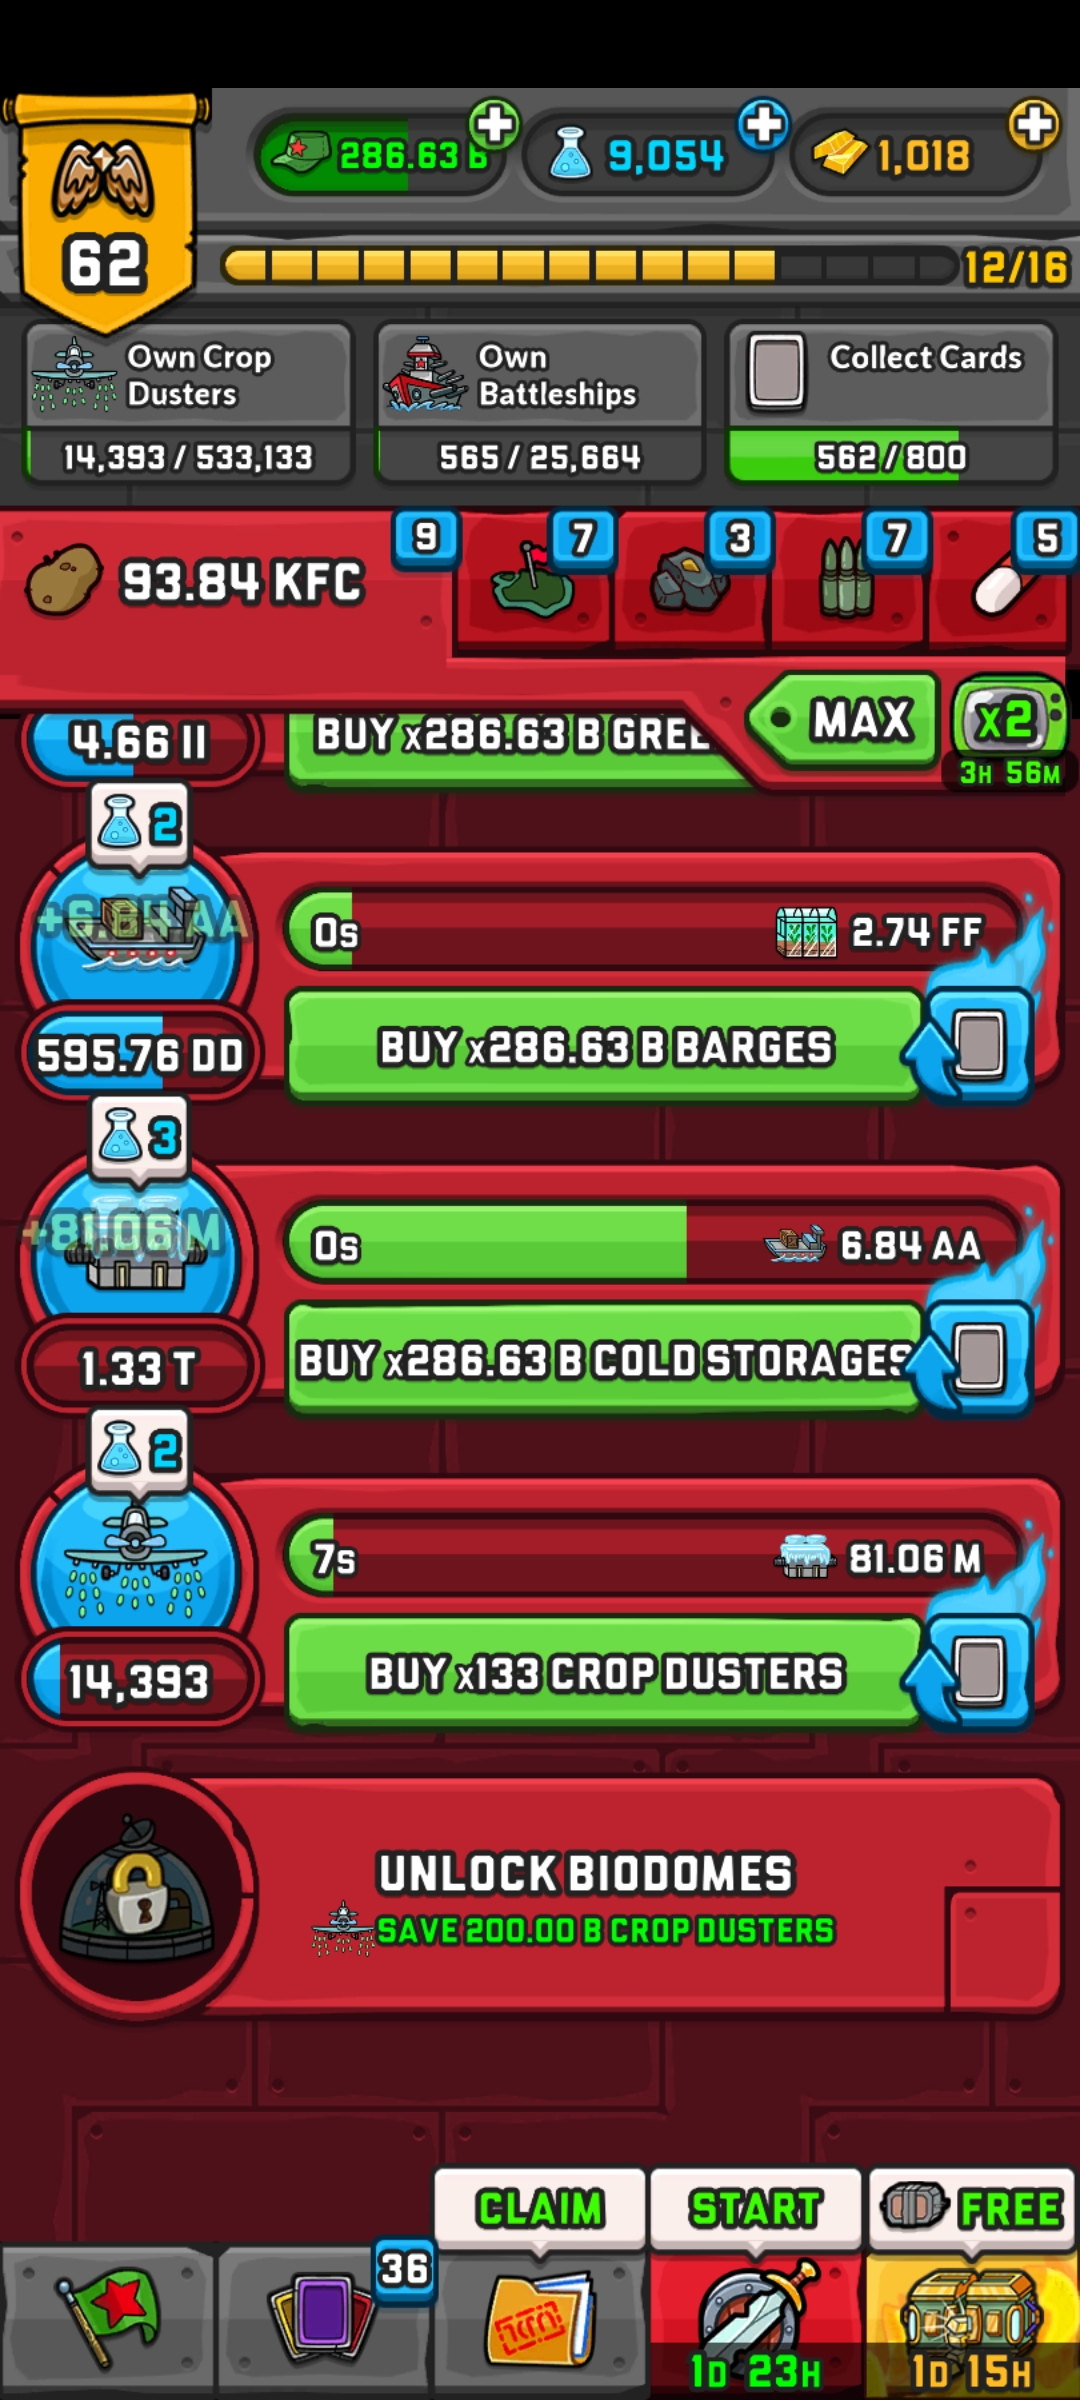 62
286.63 B
9,054
1,018
12/16
Own Crop Dusters
14,393 / 533,133
Own Battleships
565 / 25,664
Collect Cards
562 / 800
93.84 KFC
9
7
3
7
5
MAX
x2
3H 56M
4.66 II
BUY x286.63 B GREE
2
0s
2.74 FF
595.76 DD
BUY x286.63 B BARGES
3
+81.06 M
0s
6.84 AA
1.33 T
BUY x286.63 B COLD STORAGES
2
7s
81.06 M
14,393
BUY x133 CROP DUSTERS
UNLOCK BIODOMES
SAVE 200.00 B CROP DUSTERS
CLAIM
START
FREE
36
1D 23H
1D 15H